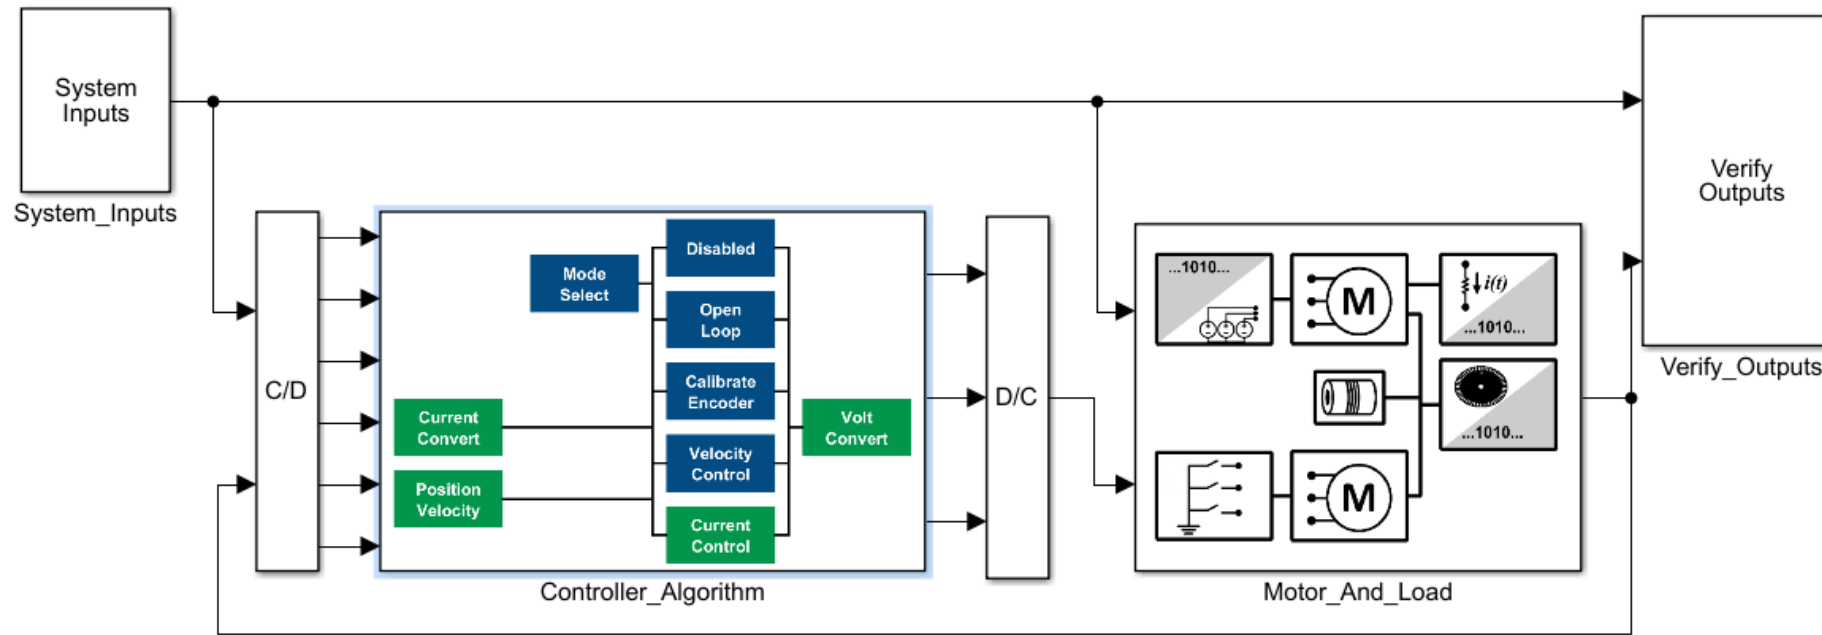 System
Inputs
System_Inputs
C/D
Mode
Select
Disabled
Open
Loop
Calibrate
Encoder
Velocity
Control
Current
Control
Current
Convert
Position
Velocity
Volt
Convert
Controller_Algorithm
D/C
...1010...
M
i(t)
...1010...
...1010...
M
Motor_And_Load
Verify
Outputs
Verify_Outputs